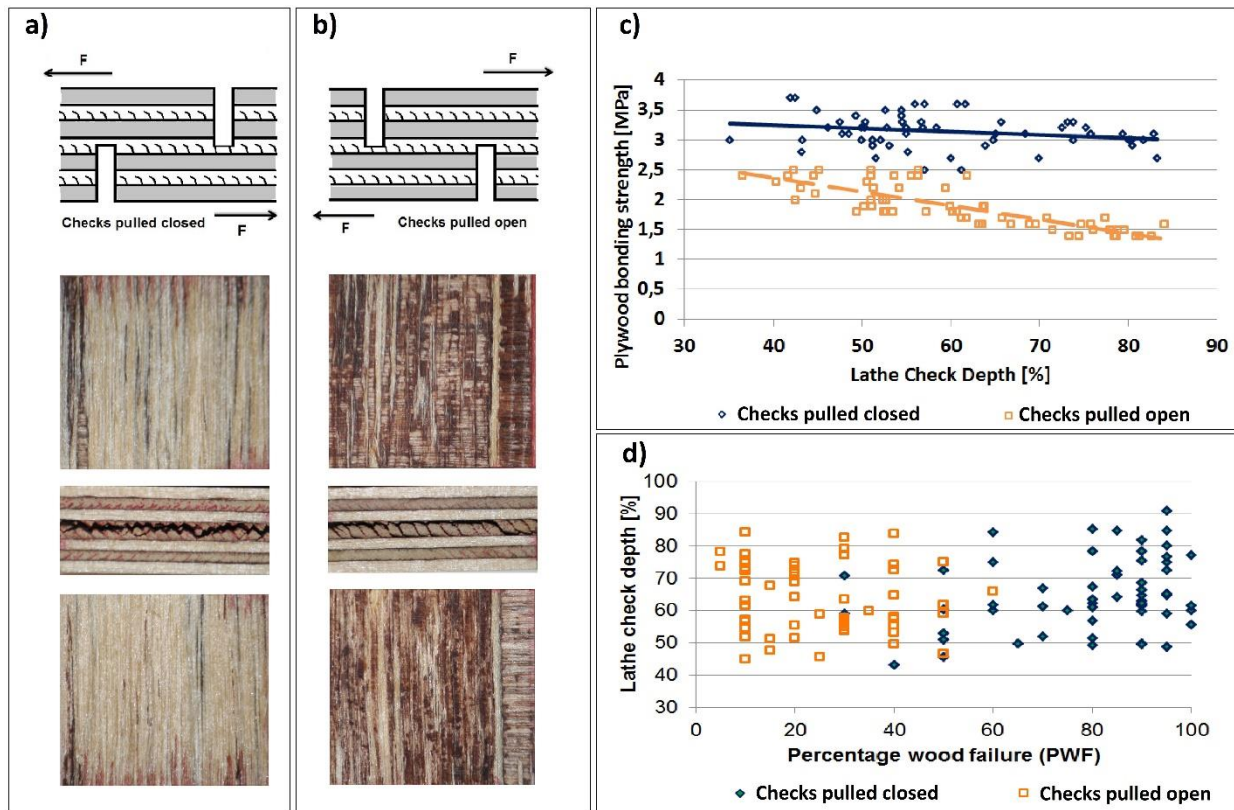 a)
F
Checks pulled closed
F
b)
F
F
Checks pulled open
c)
Plywood bonding strength [MPa]
4
3,5
3
2,5
2
1,5
1
0,5
0
30 40 50 60 70 80 90
Lathe Check Depth [%]
Checks pulled closed Checks pulled open
d)
Lathe check depth [%]
100
90
80
70
60
50
40
30
0 20 40 60 80 100
Percentage wood failure (PWF)
Checks pulled closed Checks pulled open